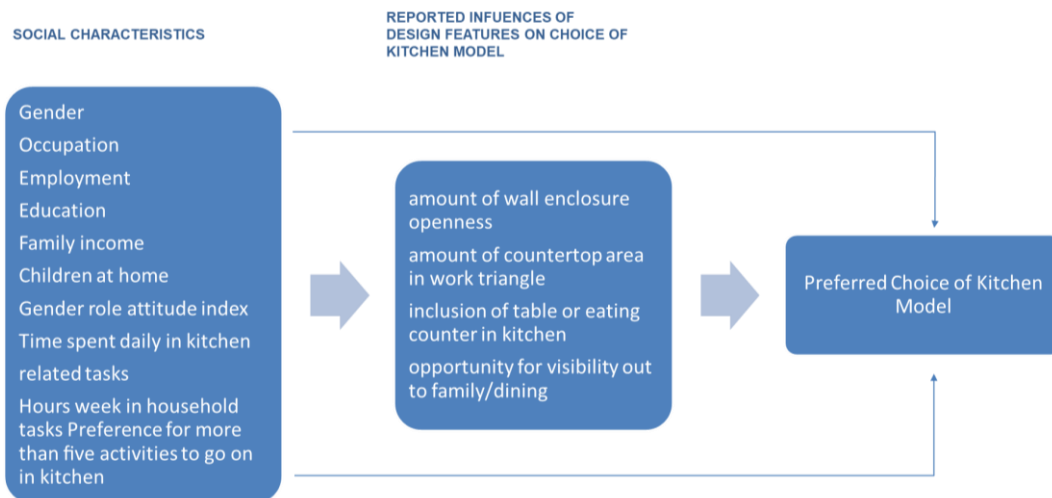 SOCIAL CHARACTERISTICS
REPORTED INFUENCES OF
DESIGN FEATURES ON CHOICE OF
KITCHEN MODEL
Gender
Occupation
Employment
Education
Family income
Children at home
Gender role attitude index
Time spent daily in kitchen
related tasks
Hours week in household
tasks Preference for more
than five activities to go on
in kitchen
amount of wall enclosure
openness
amount of countertop area
in work triangle
inclusion of table or eating
counter in kitchen
opportunity for visibility out
to family/dining
Preferred Choice of Kitchen
Model